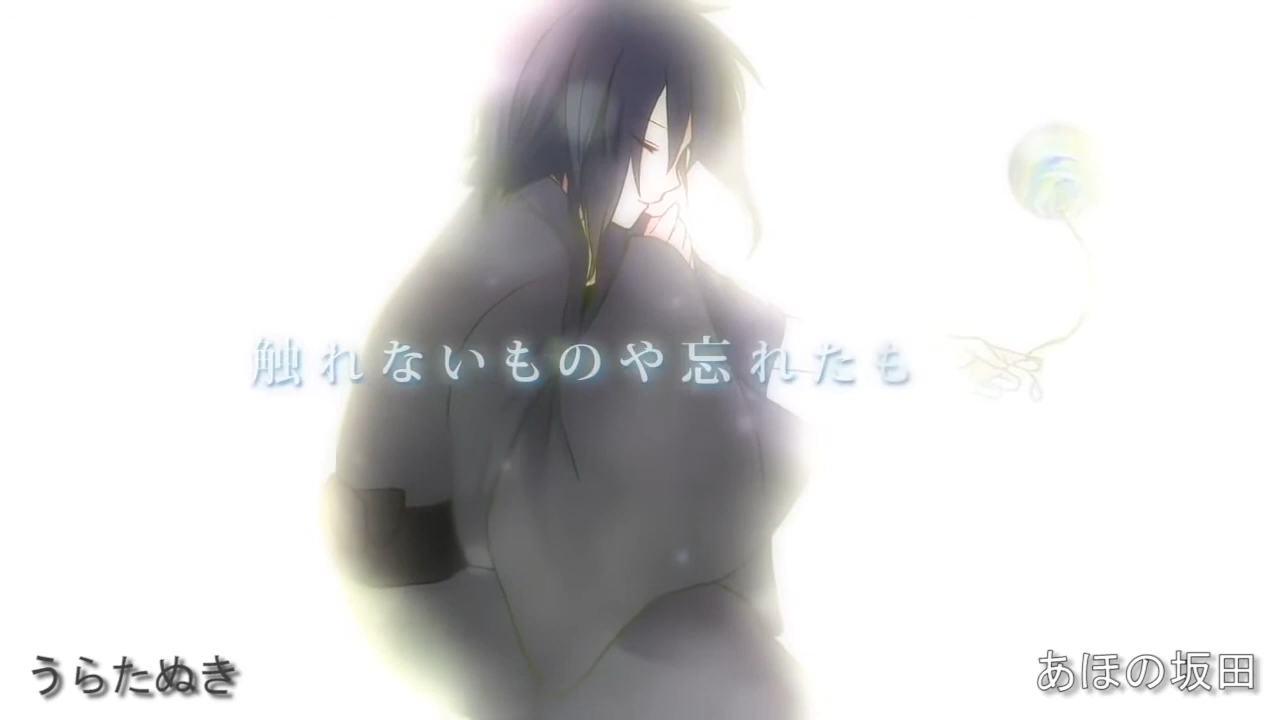 触れないものや忘れたも
うらたぬき
あほの坂田